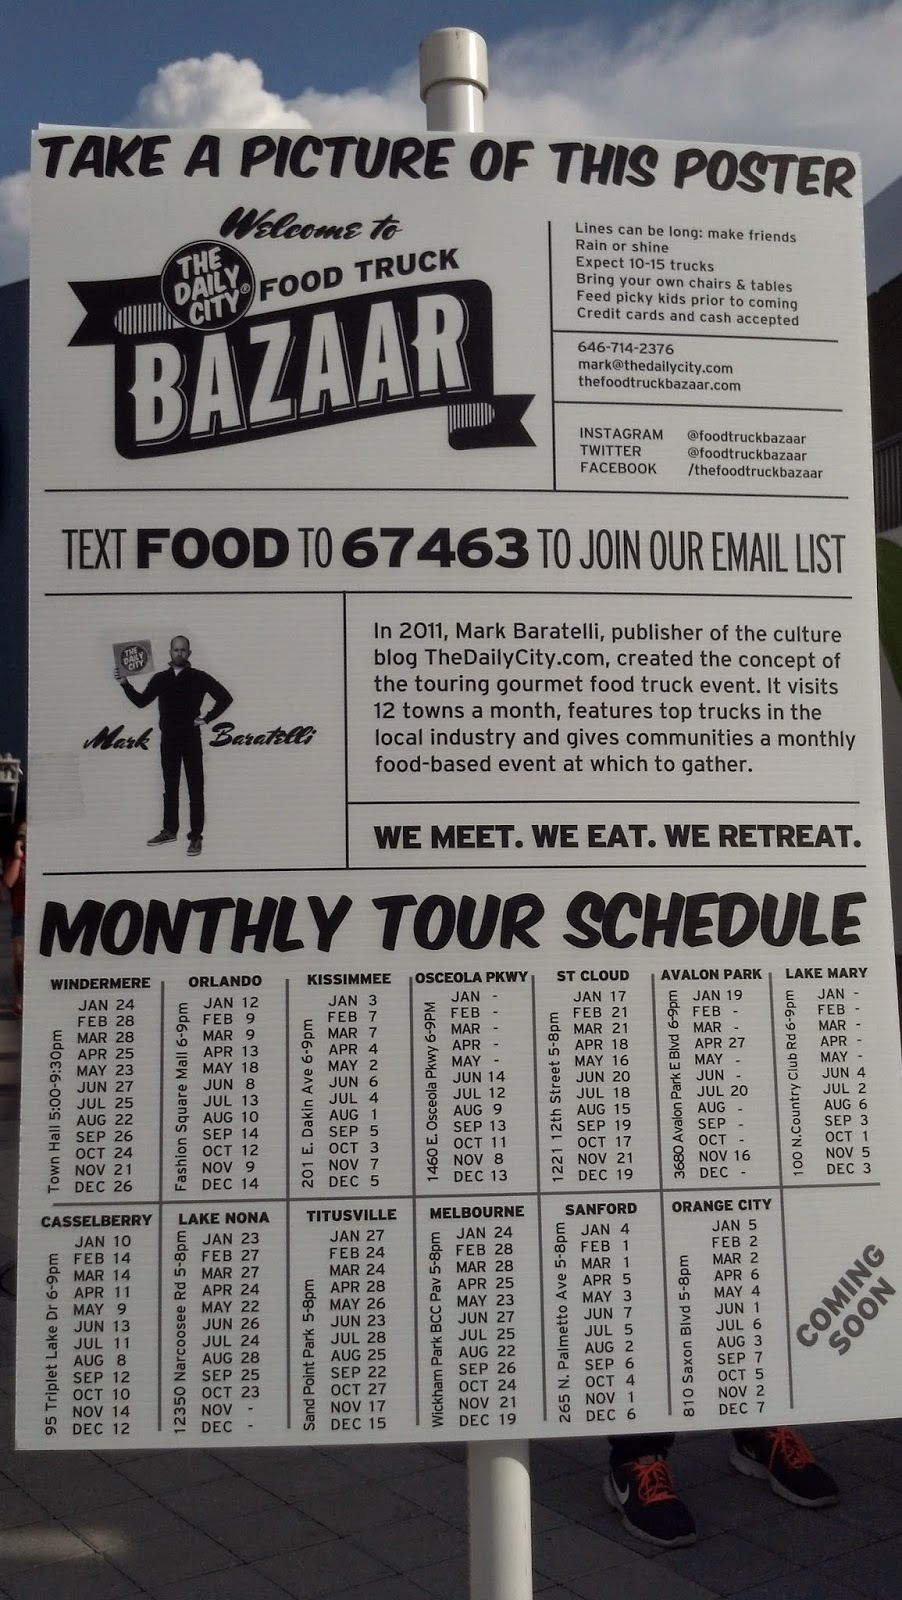 TAKE A PICTURE OF THIS POSTER
Welcome to
THE DAILY CITY®
FOOD TRUCK
BAZAAR
Lines can be long: make friends
Rain or shine
Expect 10-15 trucks
Bring your own chairs & tables
Feed picky kids prior to coming
Credit cards and cash accepted
646-714-2376
mark@thedailycity.com
thefoodtruckbazaar.com
INSTAGRAM @foodtruckbazaar
TWITTER @foodtruckbazaar
FACEBOOK /thefoodtruckbazaar
TEXT FOOD TO 67463 TO JOIN OUR EMAIL LIST
THE DAILY CITY
Mark Baratelli
In 2011, Mark Baratelli, publisher of the culture
blog TheDailyCity.com, created the concept of
the touring gourmet food truck event. It visits
12 towns a month, features top trucks in the
local industry and gives communities a monthly
food-based event at which to gather.
WE MEET. WE EAT. WE RETREAT.
MONTHLY TOUR SCHEDULE
WINDERMERE
Town Hall 5:00-9:30pm
JAN 24
FEB 28
MAR 28
APR 25
MAY 23
JUN 27
JUL 25
AUG 22
SEP 26
OCT 24
NOV 21
DEC 26
ORLANDO
Fashion Square Mall 6-9pm
JAN 12
FEB 9
MAR 9
APR 13
MAY 18
JUN 8
JUL 13
AUG 10
SEP 14
OCT 12
NOV 9
DEC 14
KISSIMMEE
201 E. Dakin Ave 6-9pm
JAN 3
FEB 7
MAR 7
APR 4
MAY 2
JUN 6
JUL 4
AUG 1
SEP 5
OCT 3
NOV 7
DEC 5
OSCEOLA PKWY
1460 E. Osceola Pkwy 6-9PM
JAN -
FEB -
MAR -
APR -
MAY -
JUN 14
JUL 12
AUG 9
SEP 13
OCT 11
NOV 8
DEC 13
ST CLOUD
1221 12th Street 5-8pm
JAN 17
FEB 21
MAR 21
APR 18
MAY 16
JUN 20
JUL 18
AUG 15
SEP 19
OCT 17
NOV 21
DEC 19
AVALON PARK
3680 Avalon Park E Blvd 6-9pm
JAN 19
FEB -
MAR -
APR 27
MAY -
JUN -
JUL 20
AUG -
SEP -
OCT -
NOV 16
DEC -
LAKE MARY
100 N.Country Club Rd 6-9pm
JAN -
FEB -
MAR -
APR -
MAY -
JUN 4
JUL 2
AUG 6
SEP 3
OCT 1
NOV 5
DEC 3
CASSELBERRY
95 Triplet Lake Dr 6-9pm
JAN 10
FEB 14
MAR 14
APR 11
MAY 9
JUN 13
JUL 11
AUG 8
SEP 12
OCT 10
NOV 14
DEC 12
LAKE NONA
12350 Narcoosee Rd 5-8pm
JAN 23
FEB 27
MAR 27
APR 24
MAY 22
JUN 26
JUL 24
AUG 28
SEP 25
OCT 23
NOV -
DEC -
TITUSVILLE
Sand Point Park 5-8pm
JAN 27
FEB 24
MAR 24
APR 28
MAY 26
JUN 23
JUL 28
AUG 25
SEP 22
OCT 27
NOV 17
DEC 15
MELBOURNE
Wickham Park BCC Pav 5-8pm
JAN 24
FEB 28
MAR 28
APR 25
MAY 23
JUN 27
JUL 25
AUG 22
SEP 26
OCT 24
NOV 21
DEC 19
SANFORD
265 N. Palmetto Ave 5-8pm
JAN 4
FEB 1
MAR 1
APR 5
MAY 3
JUN 7
JUL 5
AUG 2
SEP 6
OCT 4
NOV 1
DEC 6
ORANGE CITY
810 Saxon Blvd 5-8pm
JAN 5
FEB 2
MAR 2
APR 6
MAY 4
JUN 1
JUL 6
AUG 3
SEP 7
OCT 5
NOV 2
DEC 7
COMING
SOON